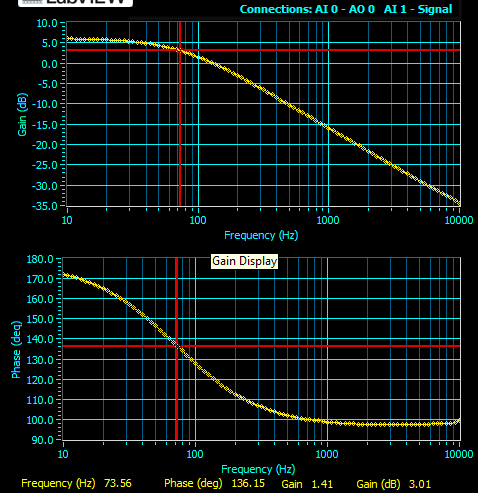 LabVIEW
Connections: AI 0 - AO 0 AI 1 - Signal
10.0
5.0
0.0
-5.0
-10.0
-15.0
-20.0
-25.0
-30.0
-35.0
Gain (dB)
10 100 1000 10000
Frequency (Hz)
Gain Display
180.0
170.0
160.0
150.0
140.0
130.0
120.0
110.0
100.0
90.0
Phase (deg)
10 100 1000 10000
Frequency (Hz)
Frequency (Hz) 73.56 Phase (deg) 136.15 Gain 1.41 Gain (dB) 3.01